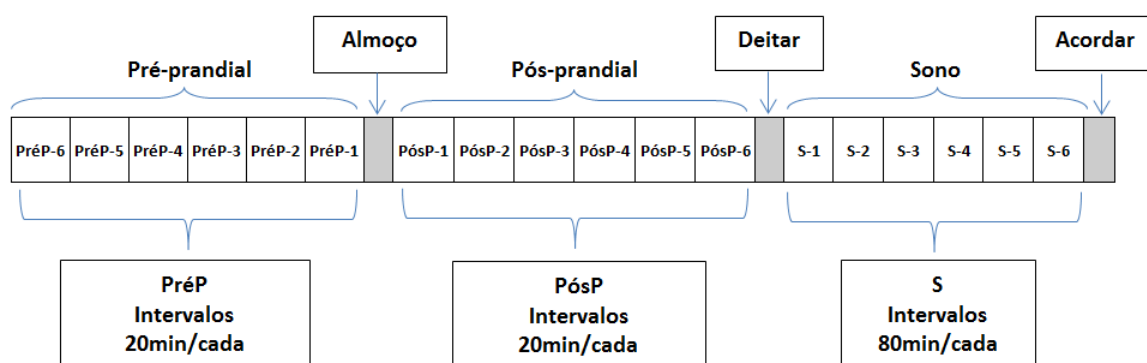 Almoço
Deitar
Acordar
Pré-prandial
Pós-prandial
Sono
PréP-6 PréP-5 PréP-4 PréP-3 PréP-2 PréP-1 PósP-1 PósP-2 PósP-3 PósP-4 PósP-5 PósP-6 S-1 S-2 S-3 S-4 S-5 S-6
PréP
Intervalos
20min/cada
PósP
Intervalos
20min/cada
S
Intervalos
80min/cada